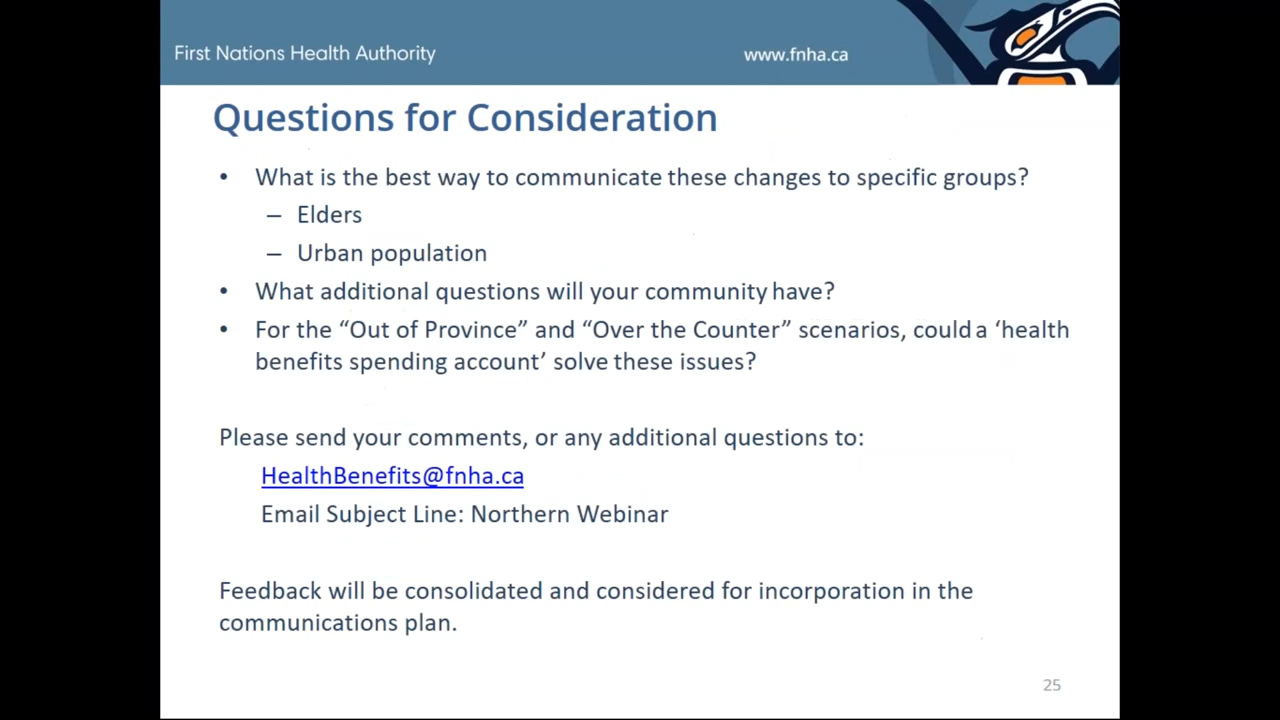 First Nations Health Authority
www.fnha.ca
Questions for Consideration
• What is the best way to communicate these changes to specific groups?
– Elders
– Urban population
• What additional questions will your community have?
• For the “Out of Province” and “Over the Counter” scenarios, could a ‘health
benefits spending account’ solve these issues?
Please send your comments, or any additional questions to:
HealthBenefits@fnha.ca
Email Subject Line: Northern Webinar
Feedback will be consolidated and considered for incorporation in the
communications plan.
25